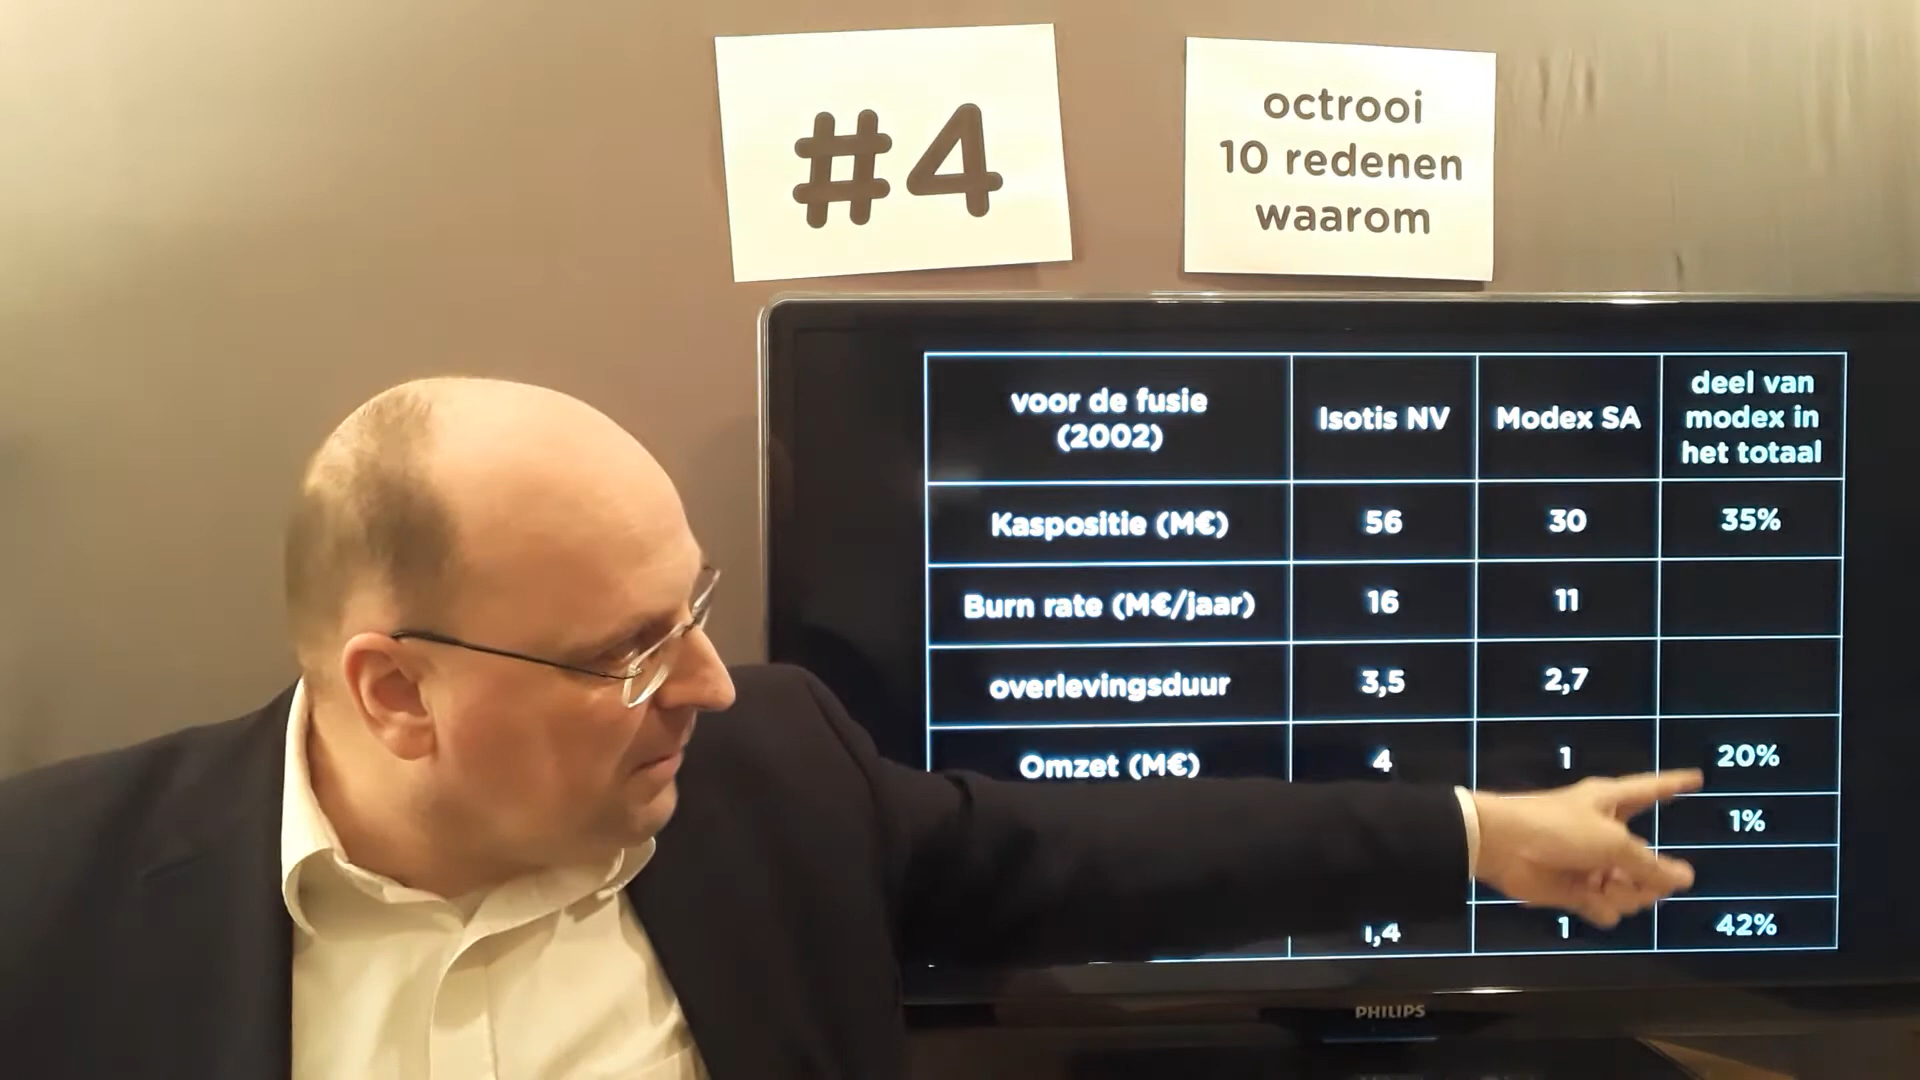 #4
octrooi
10 redenen
waarom
voor de fusie
(2002)
Isotis NV
Modex SA
deel van
modex in
het totaal
Kaspositie (M€)
56
30
35%
Burn rate (M€/jaar)
16
11
overlevingsduur
3,5
2,7
Omzet (M€)
4
1
20%
1%
1,4
1
42%
PHILIPS